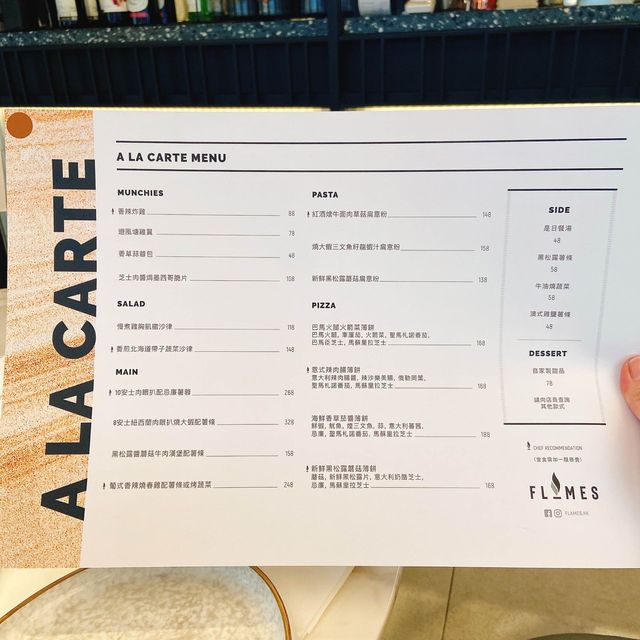 A LA CARTE
A LA CARTE MENU
MUNCHIES
香辣炸雞 88
避風塘雞翼 78
香草蒜蓉包 48
芝士肉醬焗墨西哥脆片 108
SALAD
慢煮雞胸凱撒沙律 118
香煎北海道帶子蔬菜沙律 148
MAIN
10安士肉眼扒配忌廉薯蓉 268
8安士紐西蘭肉眼扒燒大蝦配薯條 328
黑松露醬蘑菇牛肉漢堡配薯條 158
葡式香辣燒春雞配薯條或烤蔬菜 248
PASTA
紅酒燴牛面肉草菇扁意粉 148
燒大蝦三文魚籽龍蝦汁扁意粉 158
新鮮黑松露蘑菇扁意粉 138
PIZZA
巴馬火腿火箭菜薄餅
巴馬火腿, 車厘茄, 火箭菜, 聖馬札諾番茄,
巴馬臣芝士, 馬蘇里拉芝士 168
意式辣肉腸薄餅
意大利辣肉腸醬, 辣沙樂美腸, 俄勒岡葉,
聖馬札諾番茄, 馬蘇里拉芝士 168
海鮮香草茄醬薄餅
鮮蝦, 魷魚, 煙三文魚, 蒜, 意大利蕃茜,
忌廉, 聖馬札諾番茄, 馬蘇里拉芝士 188
新鮮黑松露蘑菇薄餅
蘑菇, 新鮮黑松露片, 意大利奶酪芝士,
忌廉, 馬蘇里拉芝士 168
SIDE
是日餐湯
48
黑松露薯條
58
牛油燒蔬菜
58
澳式雞鹽薯條
48
DESSERT
自家製甜品
78
請向店員查詢
其他款式
CHEF RECOMMENDATION
FLAMES
FLAMES.HK